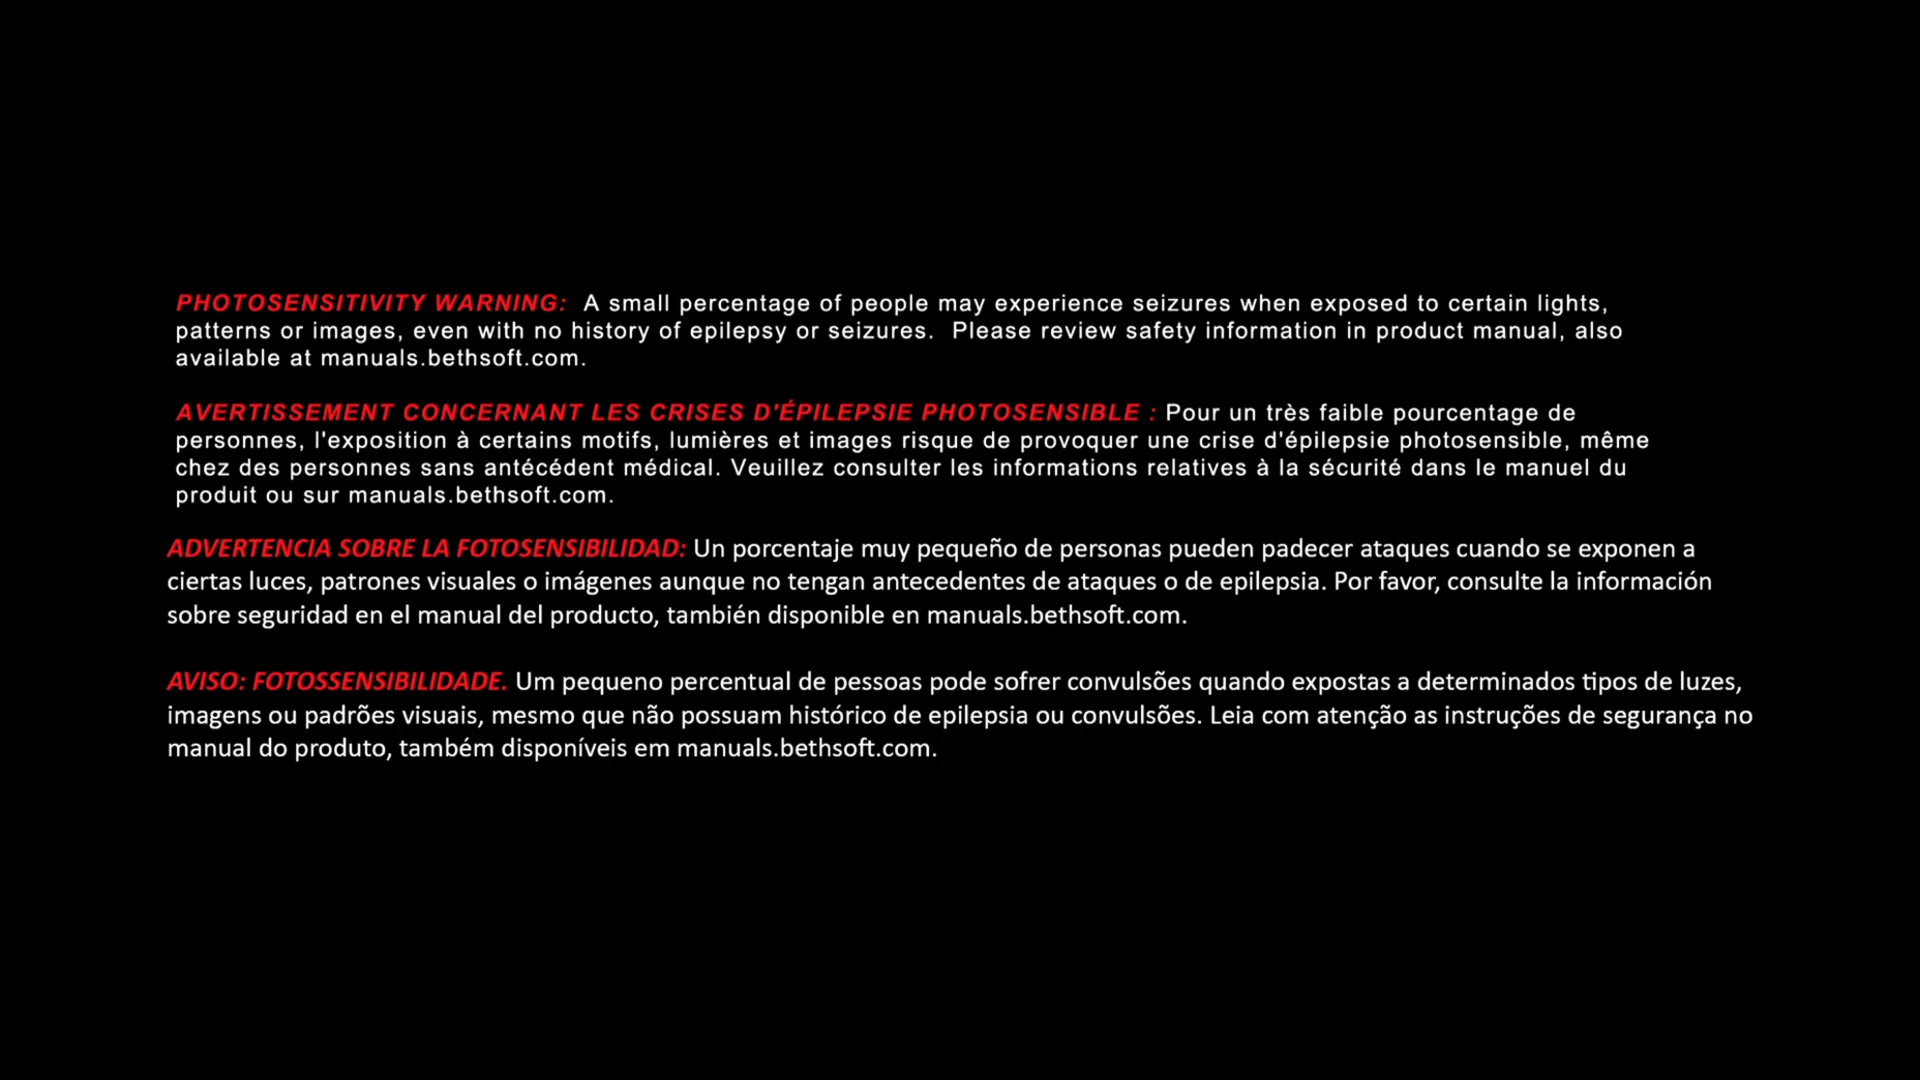 PHOTOSENSITIVITY WARNING: A small percentage of people may experience seizures when exposed to certain lights,
patterns or images, even with no history of epilepsy or seizures. Please review safety information in product manual, also
available at manuals.bethsoft.com.
AVERTISSEMENT CONCERNANT LES CRISES D'ÉPILEPSIE PHOTOSENSIBLE : Pour un très faible pourcentage de
personnes, l'exposition à certains motifs, lumières et images risque de provoquer une crise d'épilepsie photosensible, même
chez des personnes sans antécédent médical. Veuillez consulter les informations relatives à la sécurité dans le manuel du
produit ou sur manuals.bethsoft.com.
ADVERTENCIA SOBRE LA FOTOSENSIBILIDAD: Un porcentaje muy pequeño de personas pueden padecer ataques cuando se exponen a
ciertas luces, patrones visuales o imágenes aunque no tengan antecedentes de ataques o de epilepsia. Por favor, consulte la información
sobre seguridad en el manual del producto, también disponible en manuals.bethsoft.com.
AVISO: FOTOSSENSIBILIDADE. Um pequeno percentual de pessoas pode sofrer convulsões quando expostas a determinados tipos de luzes,
imagens ou padrões visuais, mesmo que não possuam histórico de epilepsia ou convulsões. Leia com atenção as instruções de segurança no
manual do produto, também disponíveis em manuals.bethsoft.com.